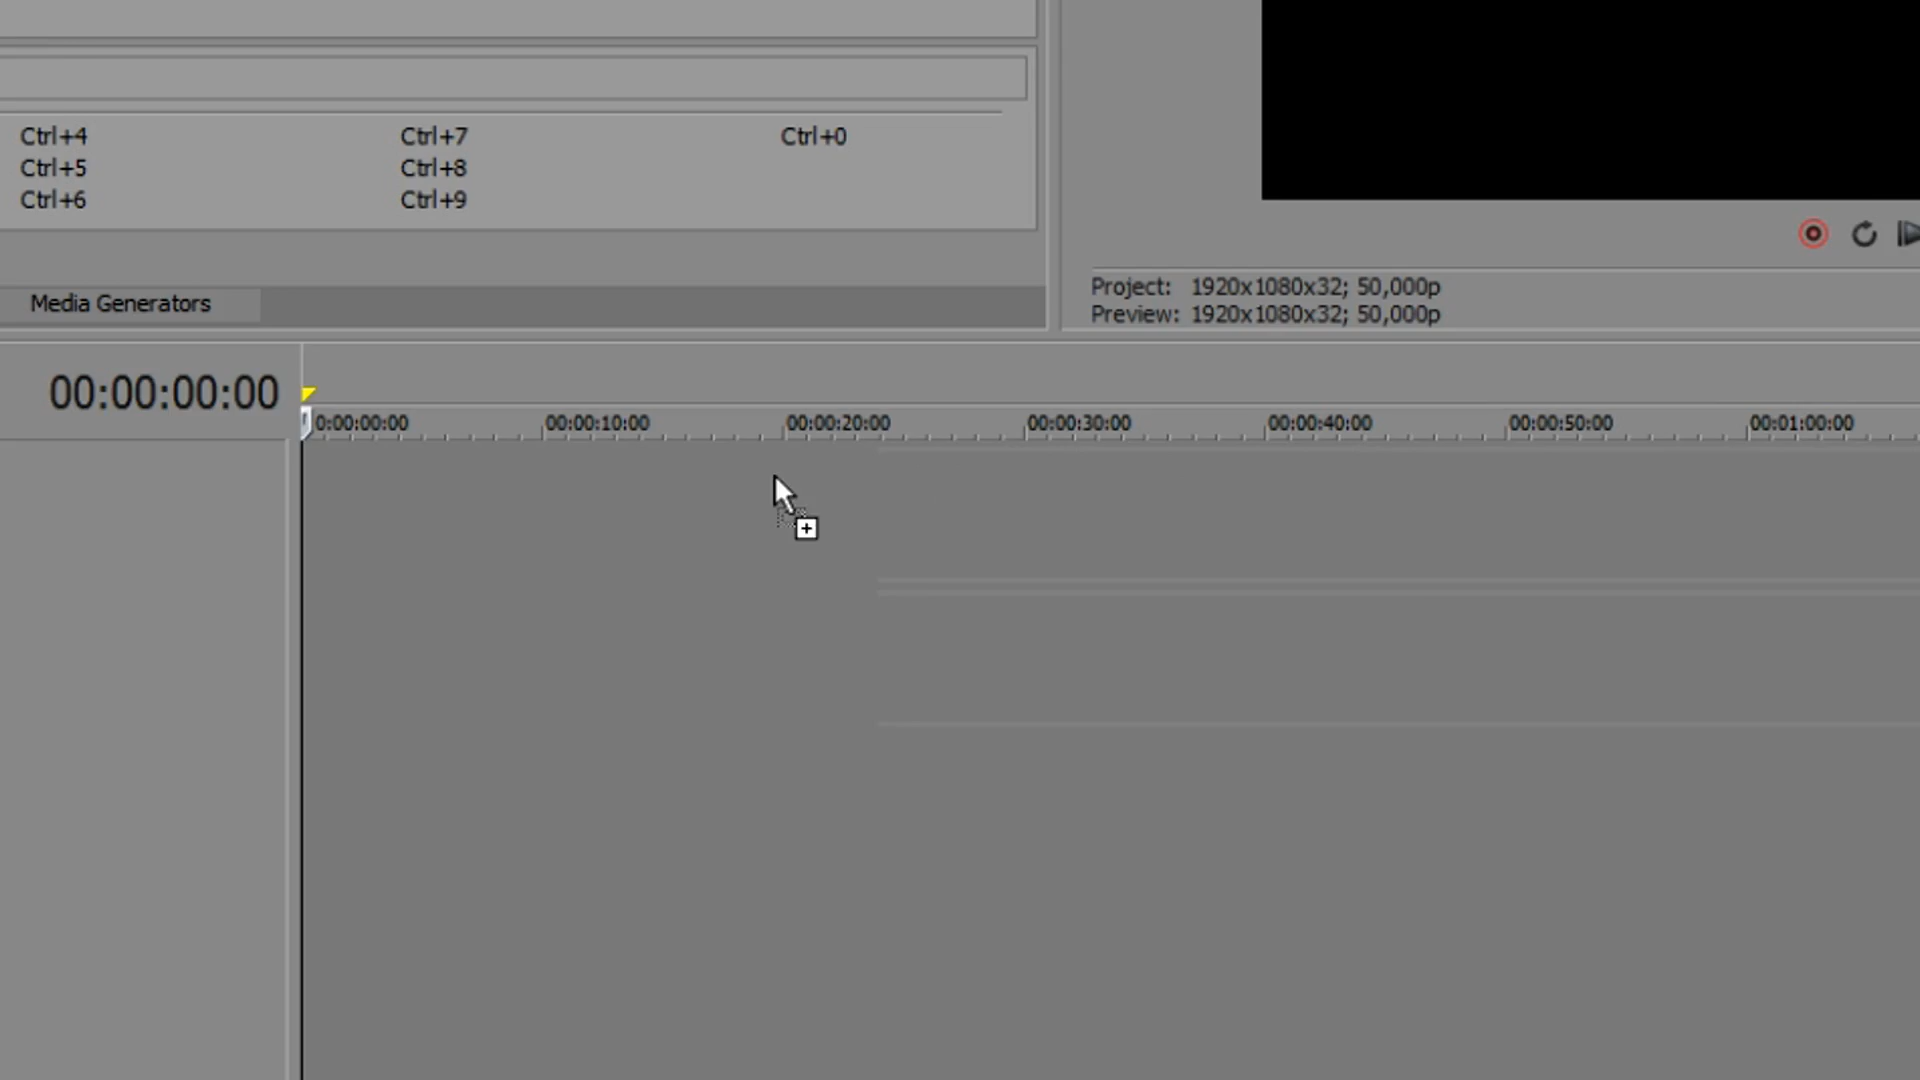 Ctrl+4 Ctrl+7 Ctrl+0
Ctrl+5 Ctrl+8
Ctrl+6 Ctrl+9
Media Generators
Project: 1920x1080x32; 50,000p
Preview: 1920x1080x32; 50,000p
00:00:00:00
0:00:00:00 00:00:10:00 00:00:20:00 00:00:30:00 00:00:40:00 00:00:50:00 00:01:00:00